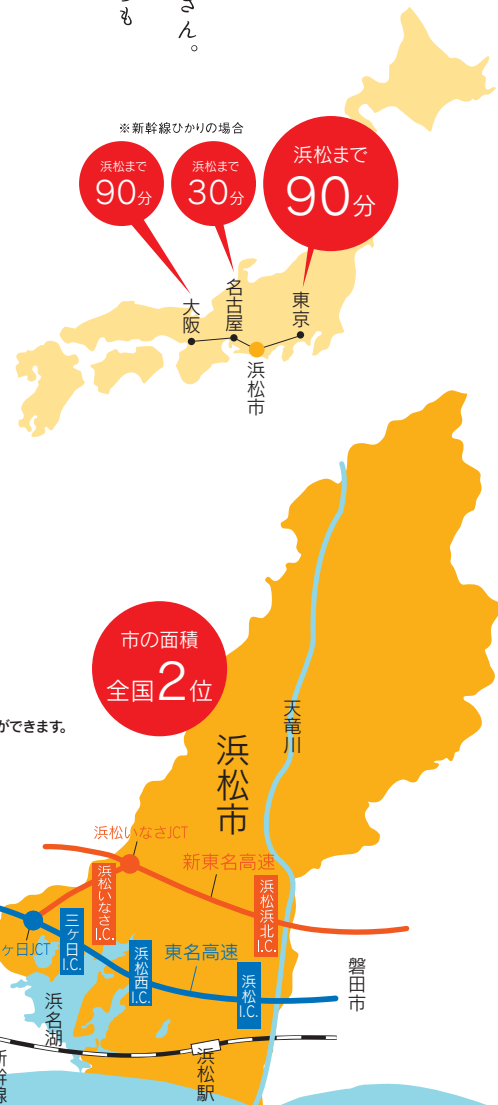 さん。
も
※新幹線ひかりの場合
浜松まで
90分
浜松まで
30分
浜松まで
90分
大阪
名古屋
東京
浜松市
市の面積
全国2位
ができます。
天竜川
浜松市
浜松いなさJCT
新東名高速
浜松いなさI.C.
浜松浜北I.C.
ヶ日JCT
三ケ日I.C.
浜松西I.C.
東名高速
浜松I.C.
磐田市
浜名湖
浜松駅
新幹線